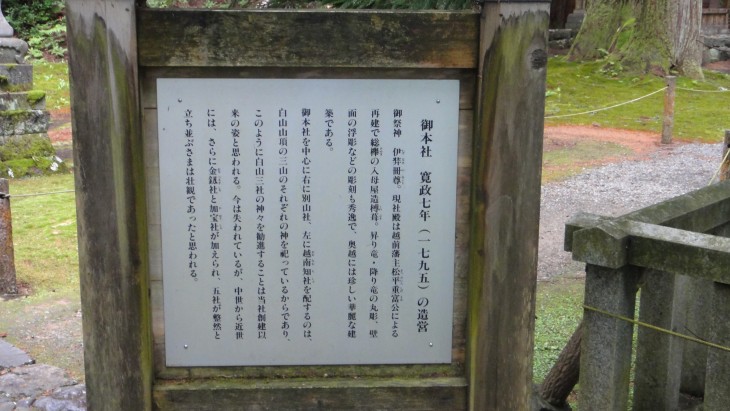 御本社 寛政七年（一七九五）の造営
御祭神 伊弉冊尊。現社殿は越前藩主松平重富公による
再建で総欅の入母屋造榑葺。昇り竜・降り竜の丸彫、壁
面の浮彫などの彫刻も秀逸で、奥越には珍しい華麗な建
築である。
御本社を中心に右に別山社、左に越南知社を配するのは、
白山山頂の三山のそれぞれの神を祀っているからであり、
このように白山三社の神々を勧進することは当社創建以
来の姿と思われる。今は失われているが、中世から近世
には、さらに金劔社と加宝社が加えられ、五社が整然と
立ち並ぶさまは壮観であったと思われる。